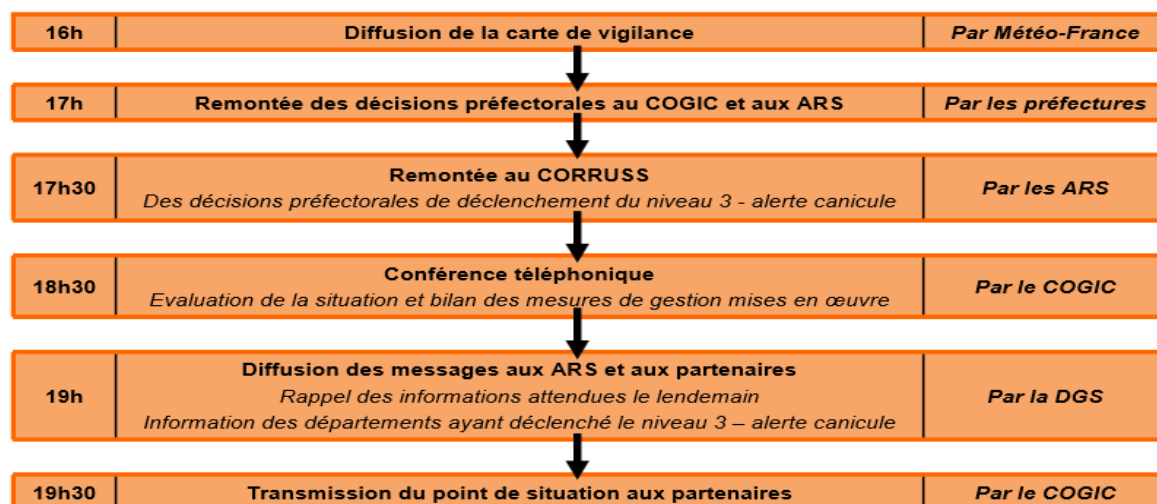 16h Diffusion de la carte de vigilance Par Météo-France
17h Remontée des décisions préfectorales au COGIC et aux ARS Par les préfectures
Remontée au CORRUSS
17h30 Des décisions préfectorales de déclenchement du niveau 3 - alerte canicule Par les ARS
Conférence téléphonique
18h30 Evaluation de la situation et bilan des mesures de gestion mises en œuvre Par le COGIC
Diffusion des messages aux ARS et aux partenaires
19h Rappel des informations attendues le lendemain Par la DGS
Information des départements ayant déclenché le niveau 3 – alerte canicule
19h30 Transmission du point de situation aux partenaires Par le COGIC